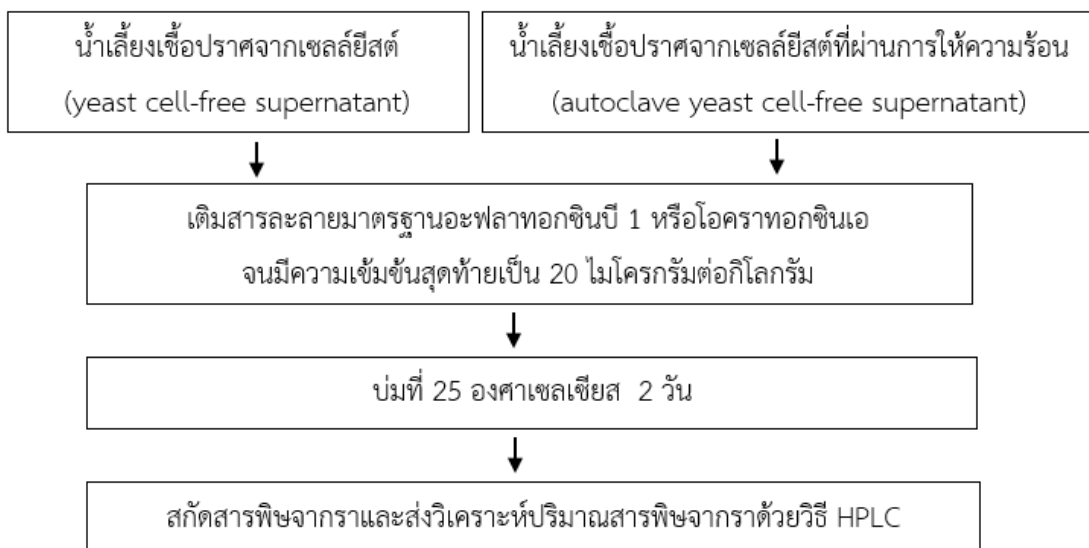 น้ำเลี้ยงเชื้อปราศจากเซลล์ยีสต์
(yeast cell-free supernatant)
น้ำเลี้ยงเชื้อปราศจากเซลล์ยีสต์ที่ผ่านการให้ความร้อน
(autoclave yeast cell-free supernatant)
เติมสารละลายมาตรฐานอะฟลาทอกซินบี 1 หรือโอคราทอกซินเอ
จนมีความเข้มข้นสุดท้ายเป็น 20 ไมโครกรัมต่อกิโลกรัม
บ่มที่ 25 องศาเซลเซียส 2 วัน
สกัดสารพิษจากราและส่งวิเคราะห์ปริมาณสารพิษจากราด้วยวิธี HPLC